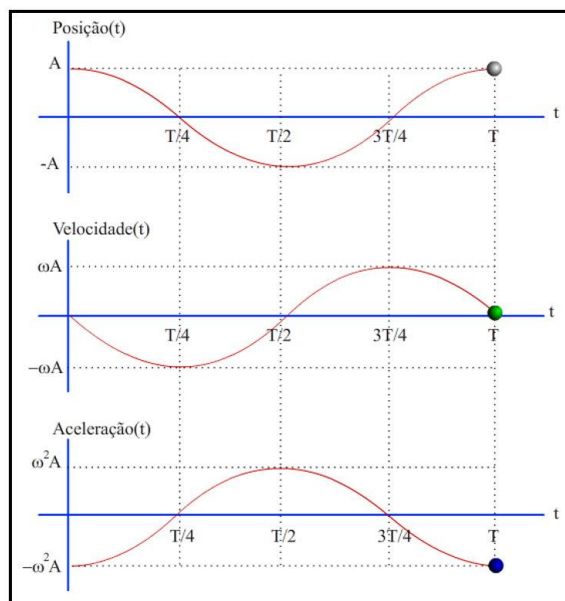 Posição(t)
A
t
T/4 T/2 3T/4 T
-A
Velocidade(t)
ωA
t
T/4 T/2 3T/4 T
−ωA
Aceleração(t)
ω²A
t
T/4 T/2 3T/4 T
−ω²A